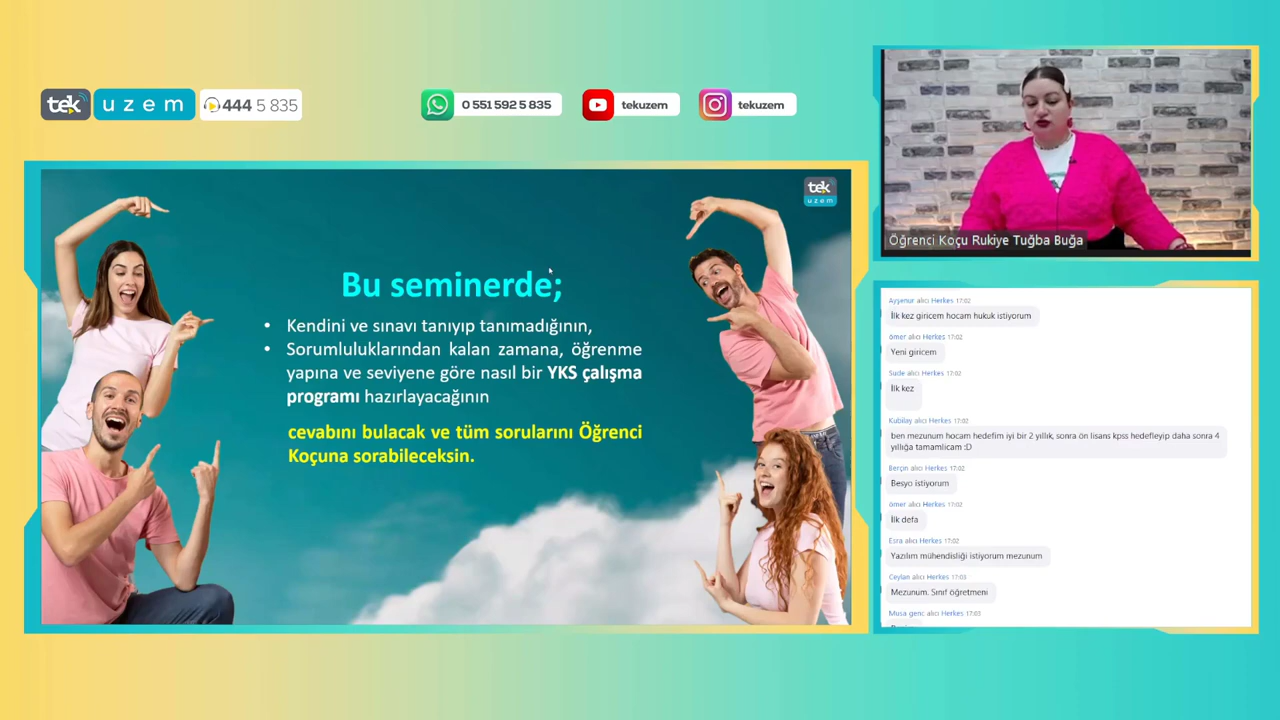 tek uzem 444 5 835
0 551 592 5 835
tekuzem
tekuzem
tek
uzem
Bu seminerde;
• Kendini ve sınavı tanıyıp tanımadığının,
• Sorumluluklarından kalan zamana, öğrenme
yapına ve seviyene göre nasıl bir YKS çalışma
programı hazırlayacağının
cevabını bulacak ve tüm sorularını Öğrenci
Koçuna sorabileceksin.
Öğrenci Koçu Rukiye Tuğba Buğa
Ayşenur alıcı Herkes 17:02
İlk kez giricem hocam hukuk istiyorum
ömer alıcı Herkes 17:02
Yeni giricem
Sude alıcı Herkes 17:02
İlk kez
Kubilay alıcı Herkes 17:02
ben mezunum hocam hedefim iyi bir 2 yıllık, sonra ön lisans kpss hedefleyip daha sonra 4
yıllığa tamamlicam :D
Berçin alıcı Herkes 17:02
Besyo istiyorum
ömer alıcı Herkes 17:02
İlk defa
Esra alıcı Herkes 17:02
Yazılım mühendisliği istiyorum mezunum
Ceylan alıcı Herkes 17:03
Mezunum. Sınıf öğretmeni
Musa genc alıcı Herkes 17:03